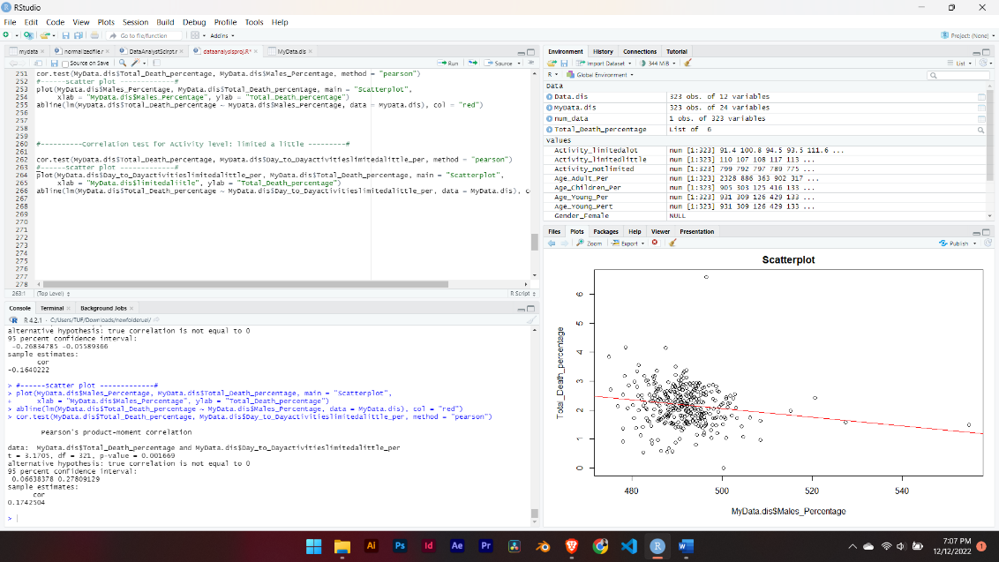 RStudio
File Edit Code View Plots Session Build Debug Profile Tools Help
Go to file/function Addins Project: (None)
mydata normalizedfile.r DataAnalystScirpt.r dataanalysisproj.R* MyData.dis
Source on Save Run Source
251 cor.test(MyData.dis$Total_Death_percentage, MyData.dis$Males_Percentage, method = "pearson")
252 #------scatter plot -------------#
253 plot(MyData.dis$Males_Percentage, MyData.dis$Total_Death_percentage, main = "Scatterplot",
254 xlab = "MyData.dis$Males_Percentage", ylab = "Total_Death_percentage")
255 abline(lm(MyData.dis$Total_Death_percentage ~ MyData.dis$Males_Percentage, data = MyData.dis), col = "red")
256
257
258
259
260 #----------Correlation test for Activity level: limited a little ---------#
261
262 cor.test(MyData.dis$Total_Death_percentage, MyData.dis$Day_to_Dayactivitieslimitedalittle_per, method = "pearson")
263 #------scatter plot -------------#
264 plot(MyData.dis$Day_to_Dayactivitieslimitedalittle_per, MyData.dis$Total_Death_percentage, main = "Scatterplot",
265 xlab = "MyData.dis$limitedaliitle", ylab = "Total_Death_percentage")
266 abline(lm(MyData.dis$Total_Death_percentage ~ MyData.dis$Day_to_Dayactivitieslimitedalittle_per, data = MyData.dis), c
267
268
269
270
271
272
273
274
275
276
277
278
263:1 (Top Level) R Script
Console Terminal Background Jobs
R 4.2.1 · C:/Users/TUF/Downloads/newfolderuel/
alternative hypothesis: true correlation is not equal to 0
95 percent confidence interval:
-0.26834785 -0.05589366
sample estimates:
cor
-0.1640222
> #------scatter plot -------------#
> plot(MyData.dis$Males_Percentage, MyData.dis$Total_Death_percentage, main = "Scatterplot",
+ xlab = "MyData.dis$Males_Percentage", ylab = "Total_Death_percentage")
> abline(lm(MyData.dis$Total_Death_percentage ~ MyData.dis$Males_Percentage, data = MyData.dis), col = "red")
> cor.test(MyData.dis$Total_Death_percentage, MyData.dis$Day_to_Dayactivitieslimitedalittle_per, method = "pearson")
Pearson's product-moment correlation
data: MyData.dis$Total_Death_percentage and MyData.dis$Day_to_Dayactivitieslimitedalittle_per
t = 3.1705, df = 321, p-value = 0.001669
alternative hypothesis: true correlation is not equal to 0
95 percent confidence interval:
0.06638378 0.27809129
sample estimates:
cor
0.1742504
>
Environment History Connections Tutorial
Import Dataset 344 MiB List
R Global Environment
Data
Data.dis 323 obs. of 12 variables
MyData.dis 323 obs. of 24 variables
num_data 1 obs. of 323 variables
Total_Death_percentage List of 6
Values
Activity_limitedalot num [1:323] 91.4 100.8 94.5 93.5 111.6 ...
Activity_limitedlittle num [1:323] 110 107 108 117 113 ...
Activity_notlimited num [1:323] 799 792 797 789 775 ...
Age_Adult_Per num [1:323] 2328 886 363 902 317 ...
Age_Children_Per num [1:323] 905 303 125 416 133 ...
Age_Young_Per num [1:323] 931 309 126 429 133 ...
Age_Young_Pert num [1:323] 931 309 126 429 133 ...
Gender_Female NULL
Files Plots Packages Help Viewer Presentation
Zoom Export Publish
Scatterplot
Total_Death_percentage
6
5
4
3
2
1
0
480 500 520 540
MyData.dis$Males_Percentage
Ai Ps Id Ae Pr R W
7:07 PM
12/12/2022
1